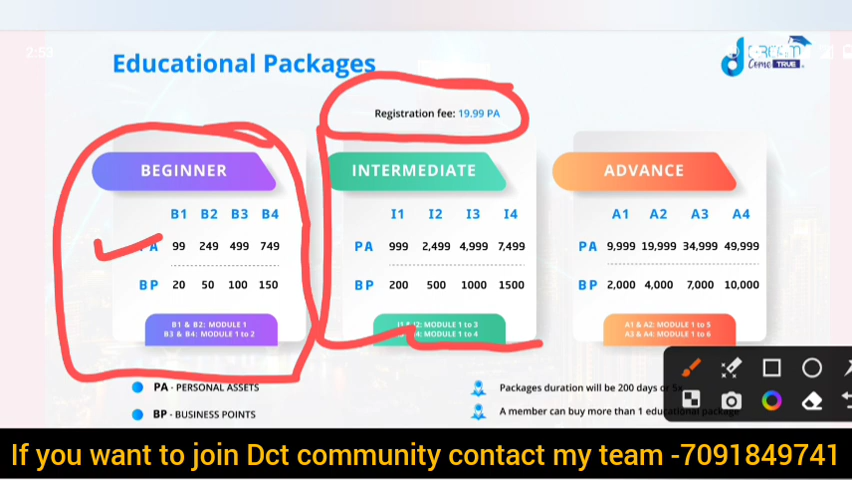 2:53
Educational Packages
DREAM
Come TRUE
Registration fee: 19.99 PA
BEGINNER
B1 B2 B3 B4
PA 99 249 499 749
BP 20 50 100 150
B1 & B2: MODULE 1
B3 & B4: MODULE 1 to 2
INTERMEDIATE
I1 I2 I3 I4
PA 999 2,499 4,999 7,499
BP 200 500 1000 1500
I1 & I2: MODULE 1 to 3
MODULE 1 to 4
ADVANCE
A1 A2 A3 A4
PA 9,999 19,999 34,999 49,999
BP 2,000 4,000 7,000 10,000
A1 & A2: MODULE 1 to 5
A3 & A4: MODULE 1 to 6
PA - PERSONAL ASSETS
BP - BUSINESS POINTS
Packages duration will be 200 days or 5x
A member can buy more than 1 educational package
If you want to join Dct community contact my team -7091849741